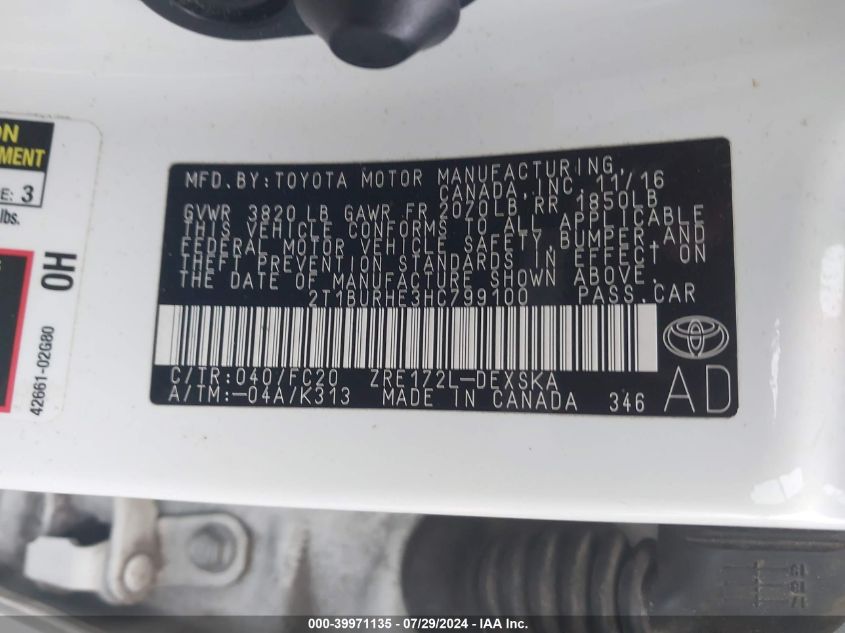 ON
EMENT
E: 3
lbs.
OH
42661-02G80
MFD.BY:TOYOTA MOTOR MANUFACTURING,
CANADA,INC. 11/16
GVWR 3820 LB GAWR FR 2070LB RR 1850LB
THIS VEHICLE CONFORMS TO ALL APPLICABLE
FEDERAL MOTOR VEHICLE SAFETY,BUMPER,AND
THEFT PREVENTION STANDARDS IN EFFECT ON
THE DATE OF MANUFACTURE SHOWN ABOVE.
2T1BURHE3HC799100 PASS.CAR
C/TR:040/FC20 ZRE172L-DEXSKA
A/TM:-04A/K313 MADE IN CANADA 346
AD
000-39971135 - 07/29/2024 - IAA Inc.